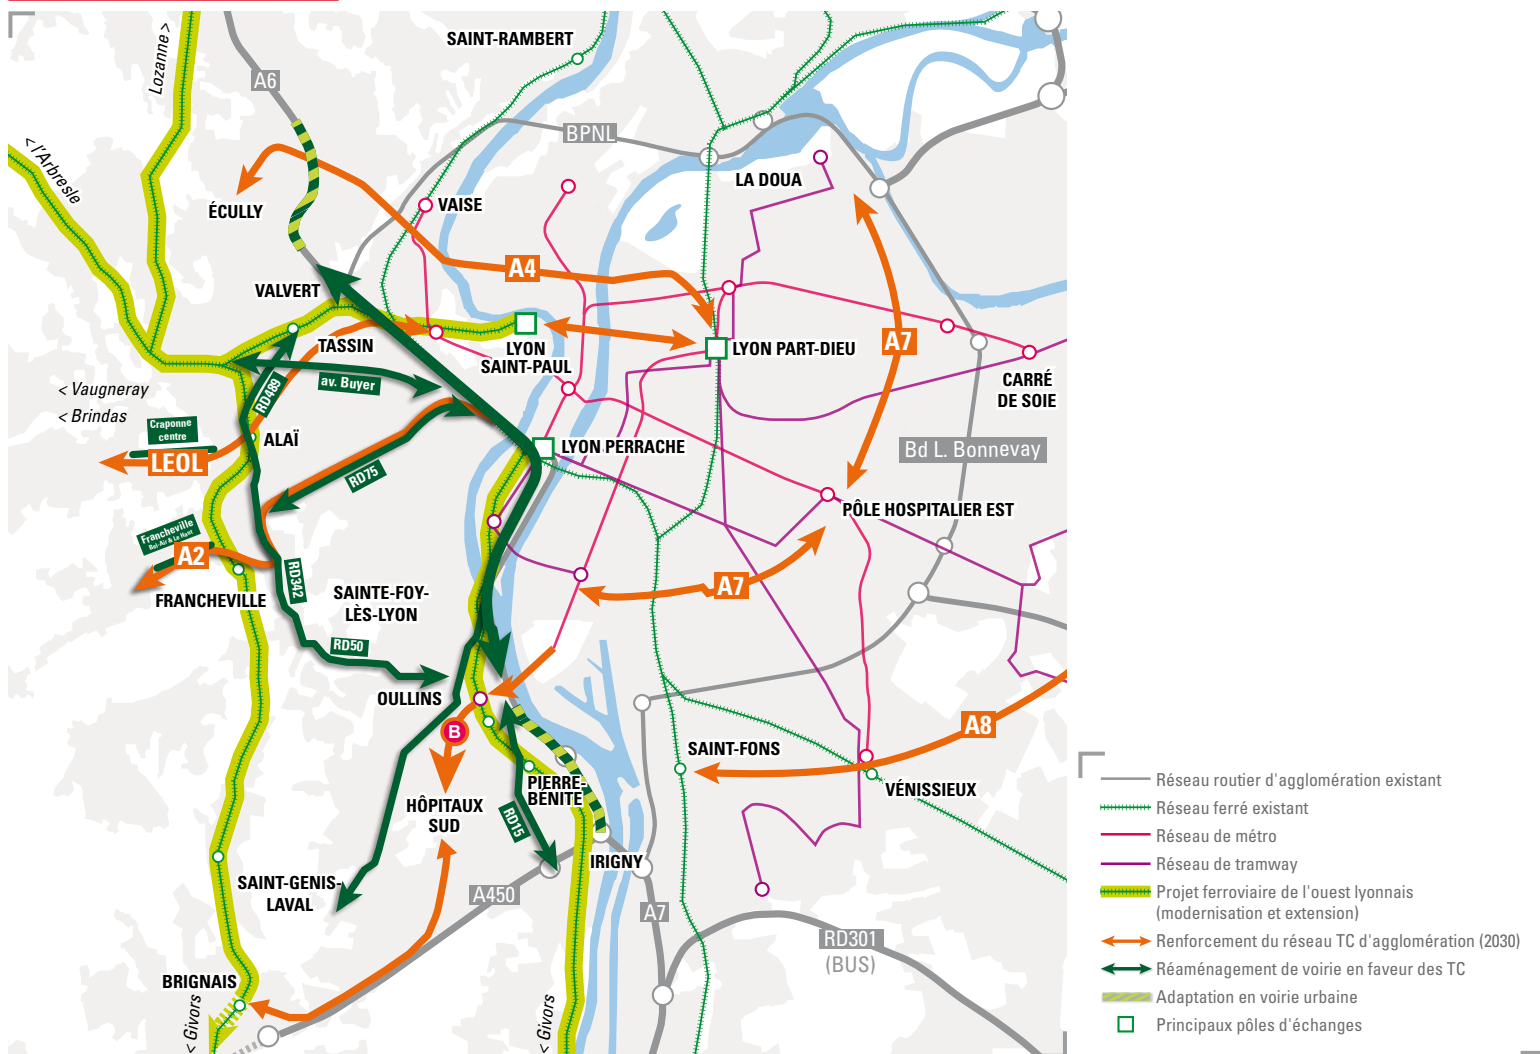 SAINT-RAMBERT
Lozanne >
A6
BPNL
< l'Arbresle
LA DOUA
ÉCULLY
VAISE
A4
VALVERT
A7
TASSIN
LYON
SAINT-PAUL
LYON PART-DIEU
CARRÉ
DE SOIE
av. Buyer
RD489
< Vaugneray
< Brindas
Craponne
centre
ALAÏ
LYON PERRACHE
Bd L. Bonnevay
LEOL
RD75
PÔLE HOSPITALIER EST
Francheville
Bel-Air & Le Haut
A2
RD342
A7
FRANCHEVILLE
SAINTE-FOY-
LÈS-LYON
RD50
OULLINS
B
A8
SAINT-FONS
VÉNISSIEUX
PIERRE-
BÉNITE
HÔPITAUX
SUD
RD15
IRIGNY
SAINT-GENIS-
LAVAL
A450
A7
RD301
(BUS)
BRIGNAIS
< Givors
< Givors
Réseau routier d'agglomération existant
Réseau ferré existant
Réseau de métro
Réseau de tramway
Projet ferroviaire de l'ouest lyonnais
(modernisation et extension)
Renforcement du réseau TC d'agglomération (2030)
Réaménagement de voirie en faveur des TC
Adaptation en voirie urbaine
Principaux pôles d'échanges